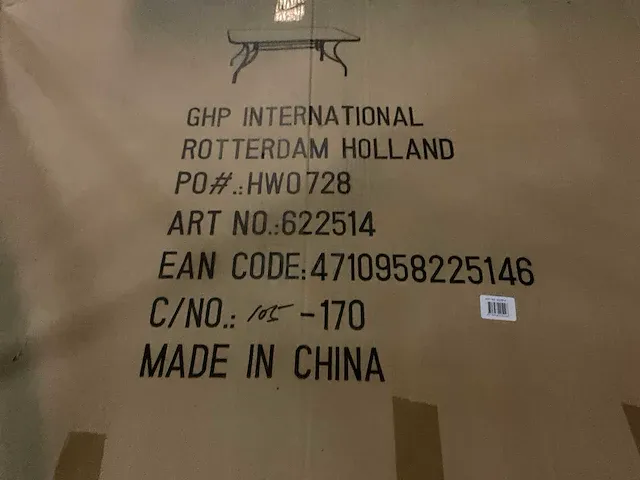 GHP INTERNATIONAL
ROTTERDAM HOLLAND
PO#.:HW0728
ART NO.:622514
EAN CODE:4710958225146
C/NO.: 105 -170
MADE IN CHINA